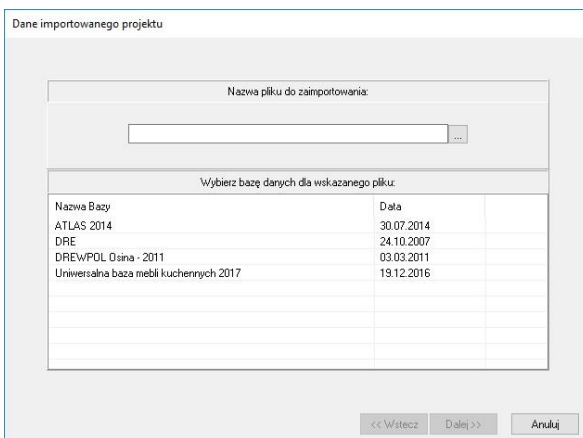 Dane importowanego projektu
Nazwa pliku do zaimportowania:
...
Wybierz bazę danych dla wskazanego pliku:
Nazwa Bazy Data
ATLAS 2014 30.07.2014
DRE 24.10.2007
DREWPOL Osina - 2011 03.03.2011
Uniwersalna baza mebli kuchennych 2017 19.12.2016
<< Wstecz Dalej >> Anuluj